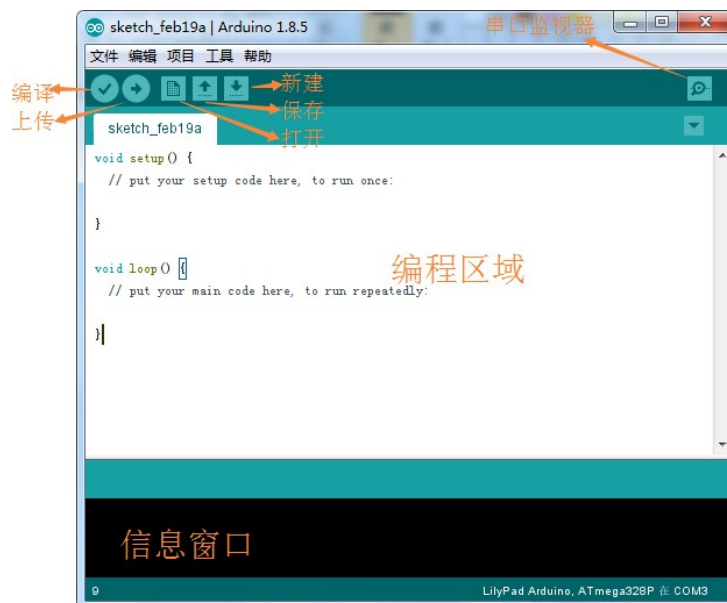 sketch_feb19a | Arduino 1.8.5
串口监视器
文件 编辑 项目 工具 帮助
编译
上传
新建
保存
打开
sketch_feb19a
void setup() {
// put your setup code here, to run once:
}
void loop() {
// put your main code here, to run repeatedly:
}
编程区域
信息窗口
9
LilyPad Arduino, ATmega328P 在 COM3